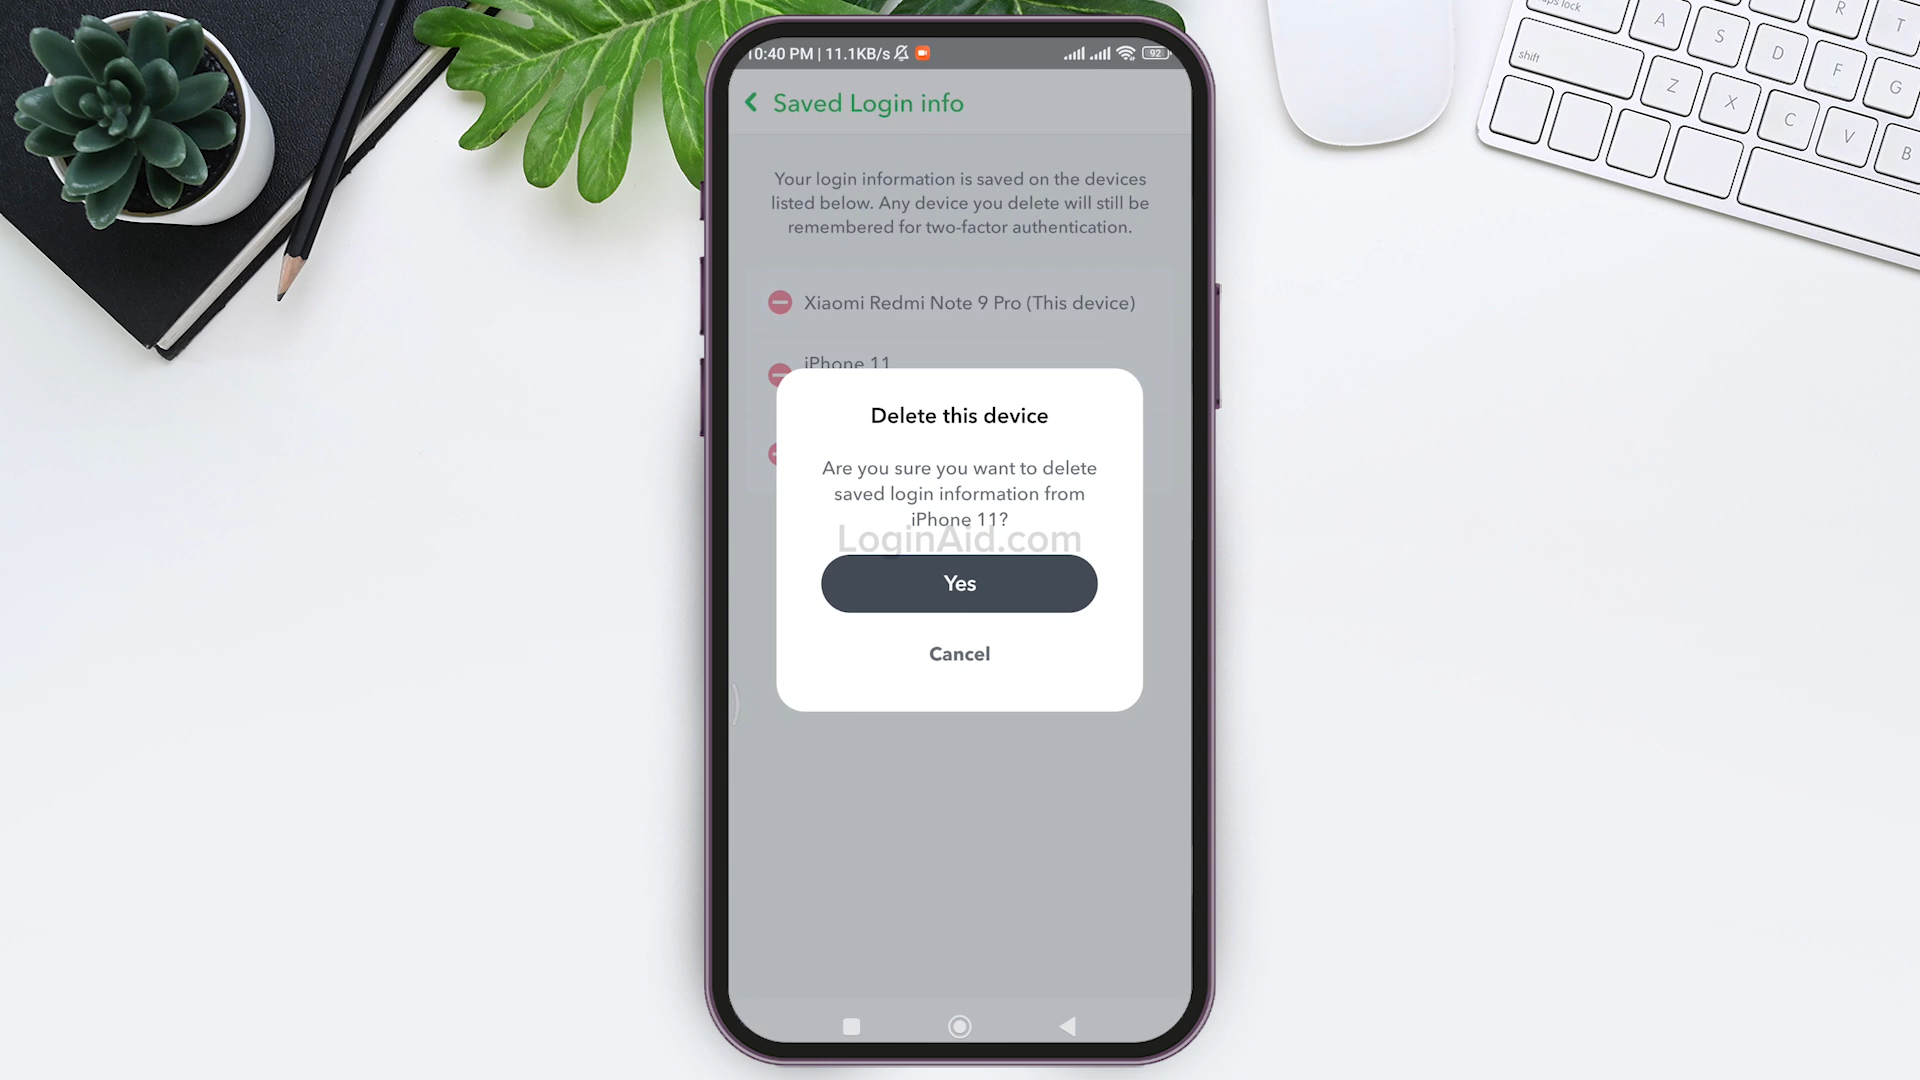 10:40 PM | 11.1KB/s
92
Saved Login info
Your login information is saved on the devices
listed below. Any device you delete will still be
remembered for two-factor authentication.
Xiaomi Redmi Note 9 Pro (This device)
iPhone 11
Delete this device
Are you sure you want to delete
saved login information from
iPhone 11?
LoginAid.com
Yes
Cancel
lock
A S D F G
R T
shift
Z X C V B